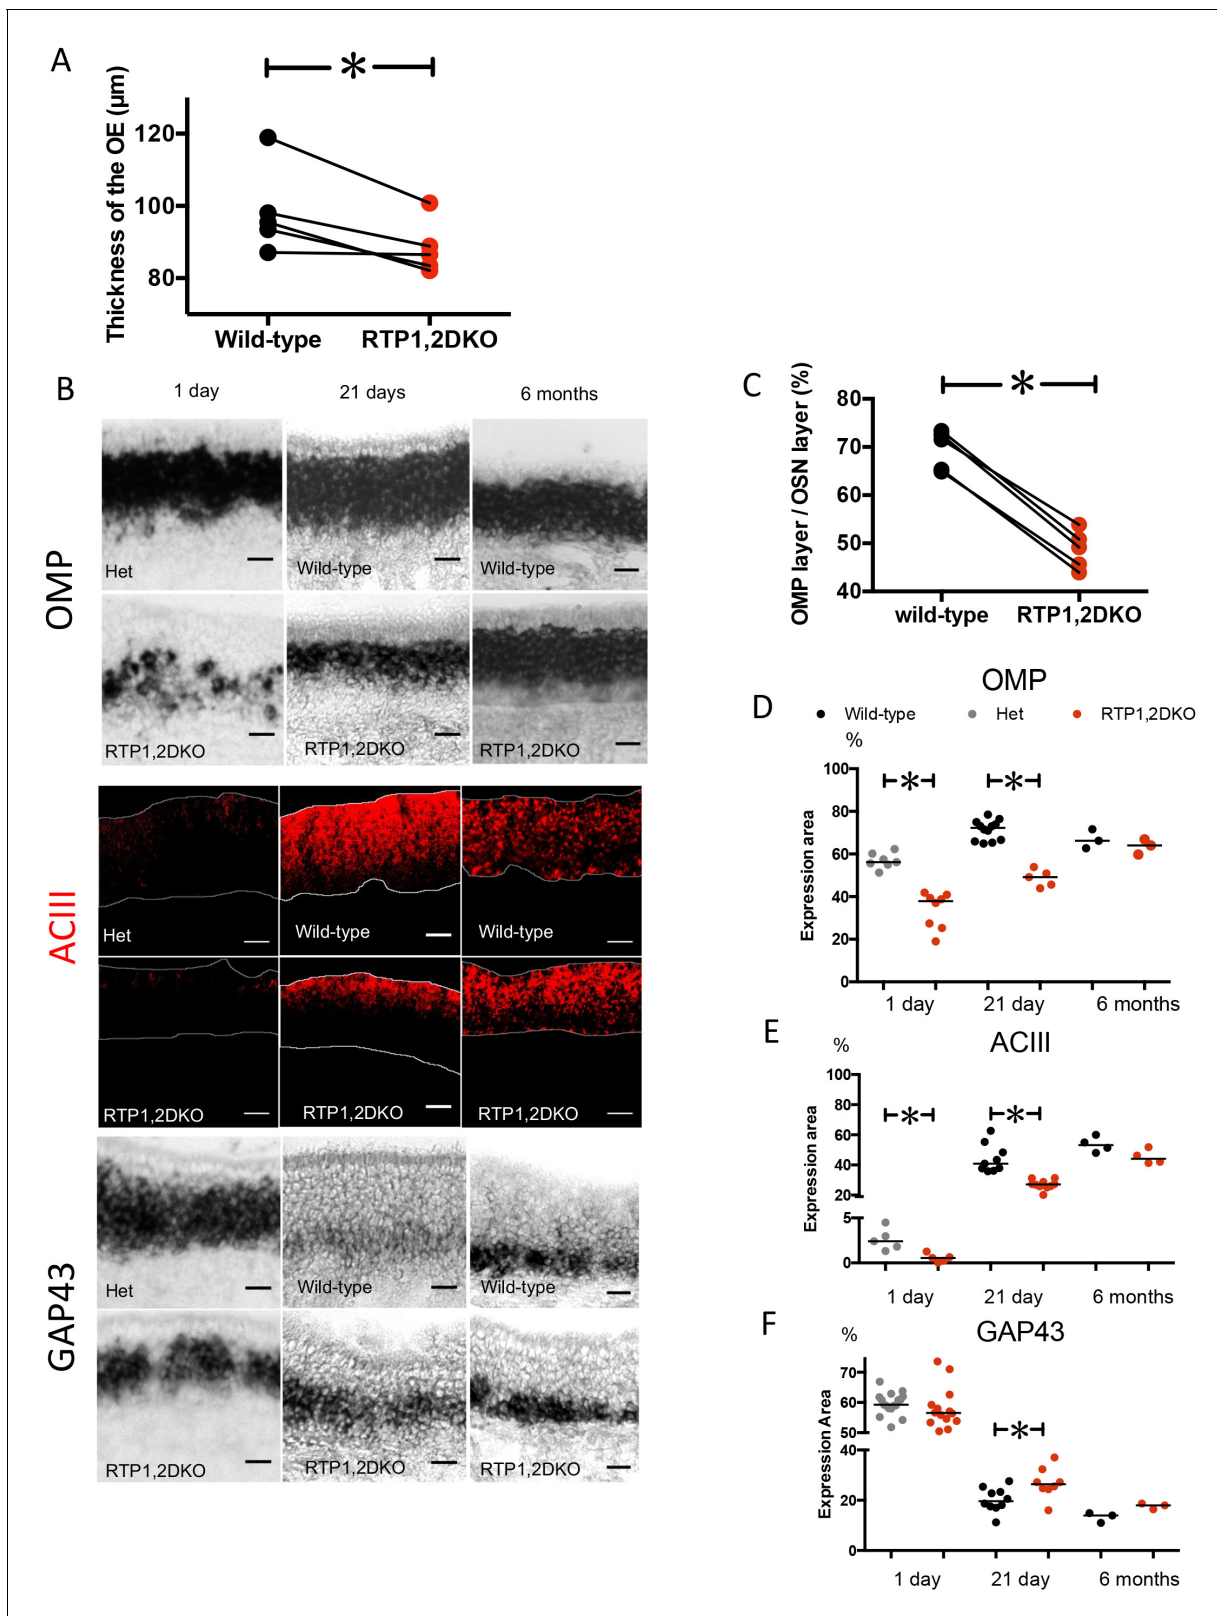 A
Thickness of the OE (µm)
*
120
100
80
Wild-type RTP1,2DKO
B
1 day 21 days 6 months
OMP
Het Wild-type Wild-type
RTP1,2DKO RTP1,2DKO RTP1,2DKO
ACIII
Het Wild-type Wild-type
RTP1,2DKO RTP1,2DKO RTP1,2DKO
GAP43
Het Wild-type Wild-type
RTP1,2DKO RTP1,2DKO RTP1,2DKO
C
OMP layer / OSN layer (%)
*
80
70
60
50
40
wild-type RTP1,2DKO
D
OMP
Wild-type Het RTP1,2DKO
%
Expression area
* *
100
80
60
40
20
0
1 day 21 day 6 months
E
ACIII
%
Expression area
* *
100
80
60
40
20
5
0
1 day 21 day 6 months
F
GAP43
%
Expression Area
*
70
60
50
40
20
0
1 day 21 day 6 months